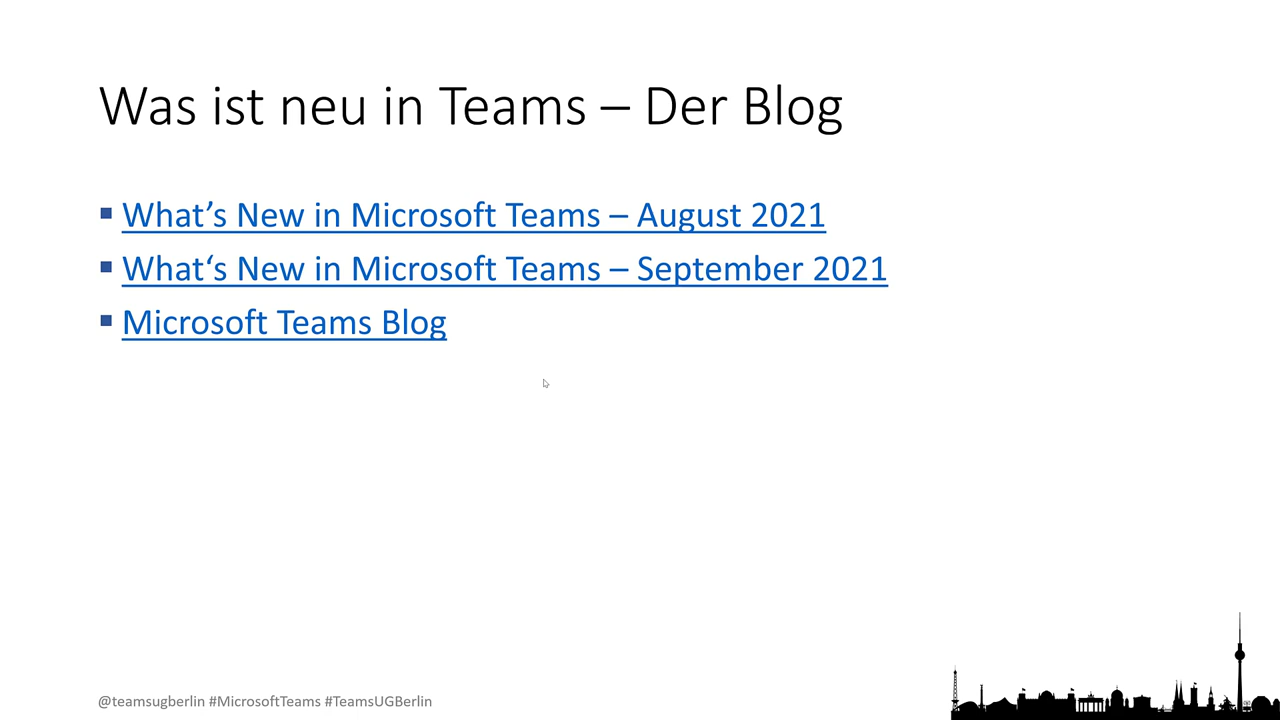 Was ist neu in Teams – Der Blog
What’s New in Microsoft Teams – August 2021
What‘s New in Microsoft Teams – September 2021
Microsoft Teams Blog
@teamsugberlin #MicrosoftTeams #TeamsUGBerlin